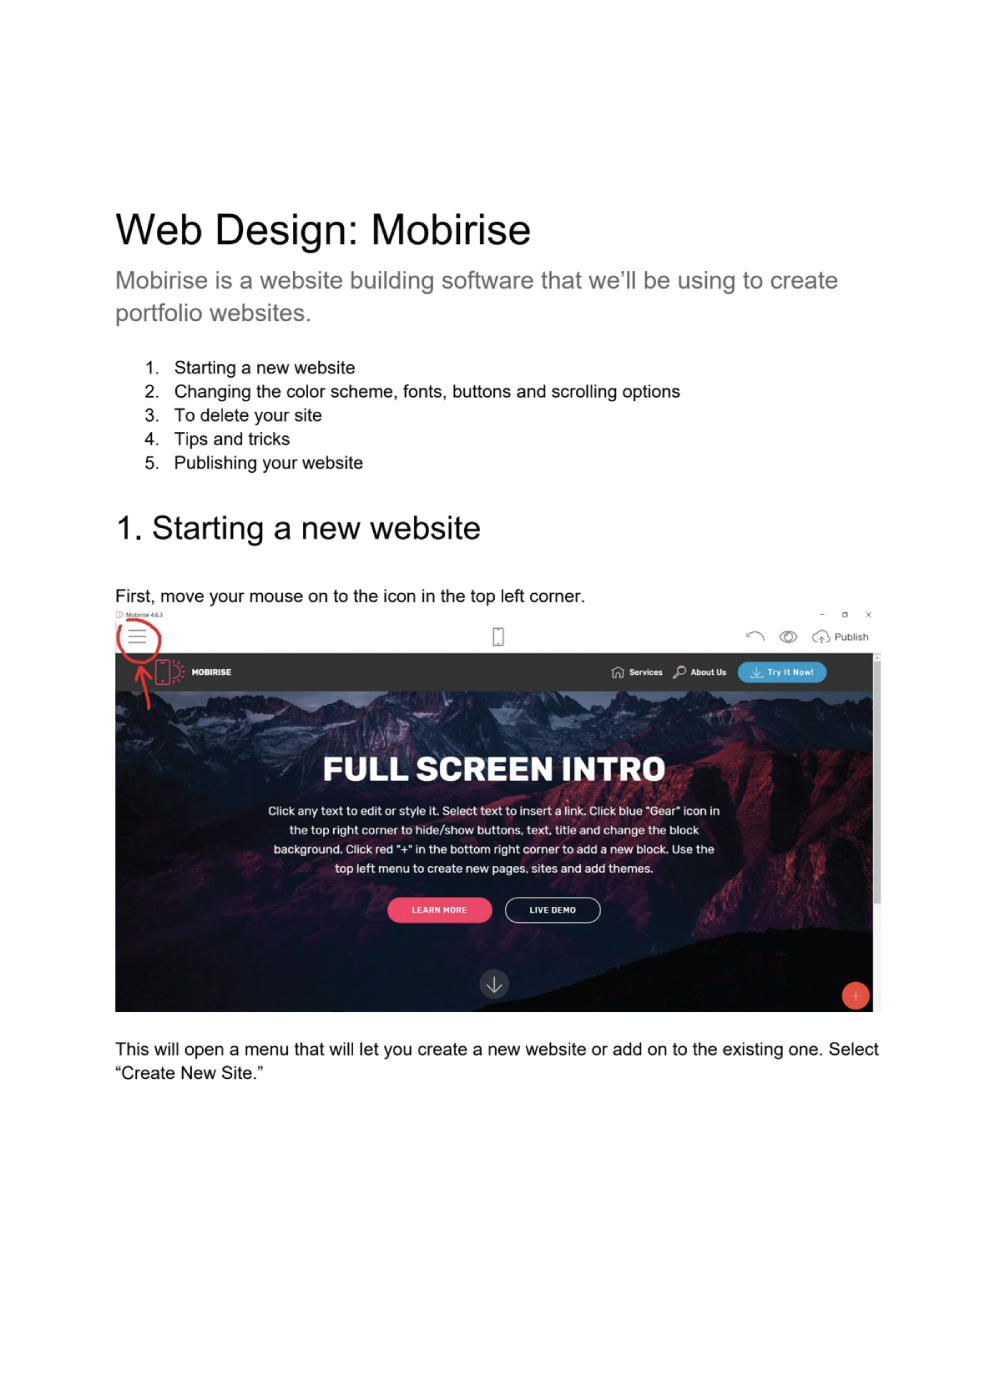 Web Design: Mobirise
Mobirise is a website building software that we’ll be using to create
portfolio websites.
1. Starting a new website
2. Changing the color scheme, fonts, buttons and scrolling options
3. To delete your site
4. Tips and tricks
5. Publishing your website
1. Starting a new website
First, move your mouse on to the icon in the top left corner.
Mobirise 4.6.3
Publish
MOBIRISE Services About Us Try It Now!
FULL SCREEN INTRO
Click any text to edit or style it. Select text to insert a link. Click blue "Gear" icon in
the top right corner to hide/show buttons, text, title and change the block
background. Click red "+" in the bottom right corner to add a new block. Use the
top left menu to create new pages, sites and add themes.
LEARN MORE LIVE DEMO
This will open a menu that will let you create a new website or add on to the existing one. Select
“Create New Site.”